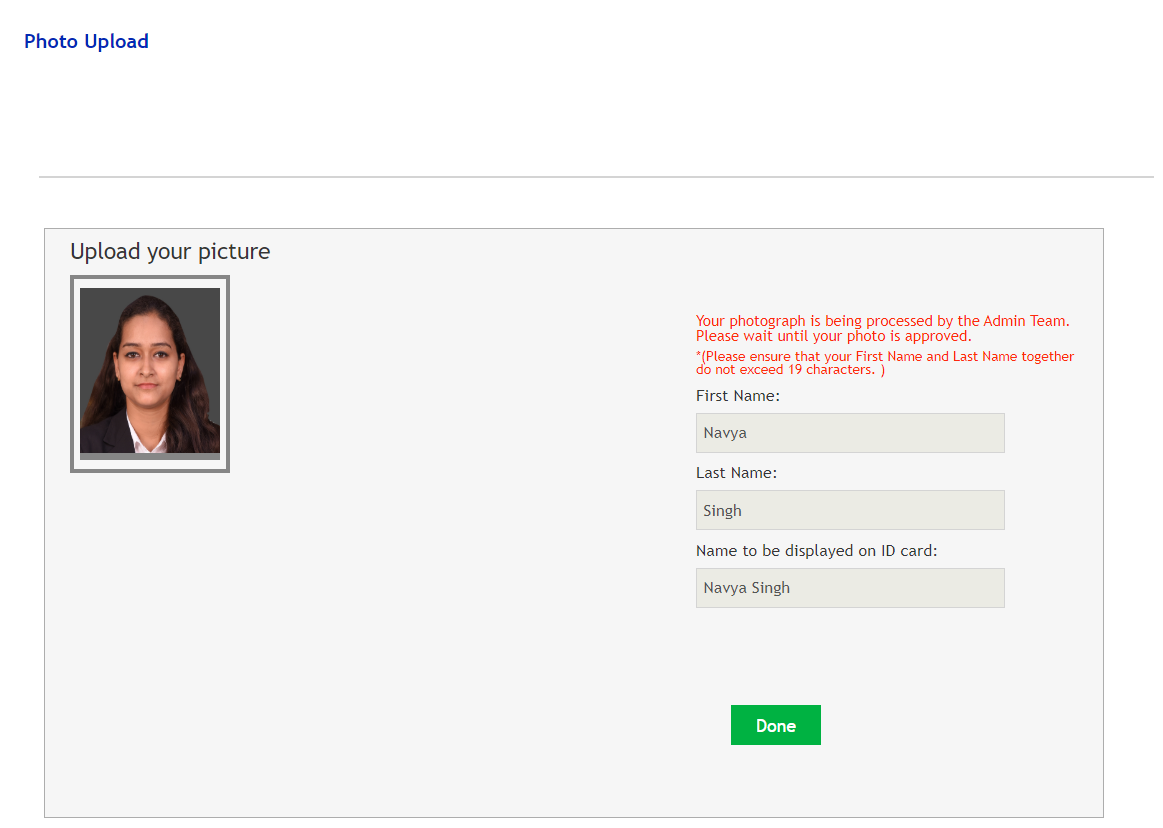 Photo Upload
Upload your picture
Your photograph is being processed by the Admin Team.
Please wait until your photo is approved.
*(Please ensure that your First Name and Last Name together
do not exceed 19 characters. )
First Name:
Navya
Last Name:
Singh
Name to be displayed on ID card:
Navya Singh
Done